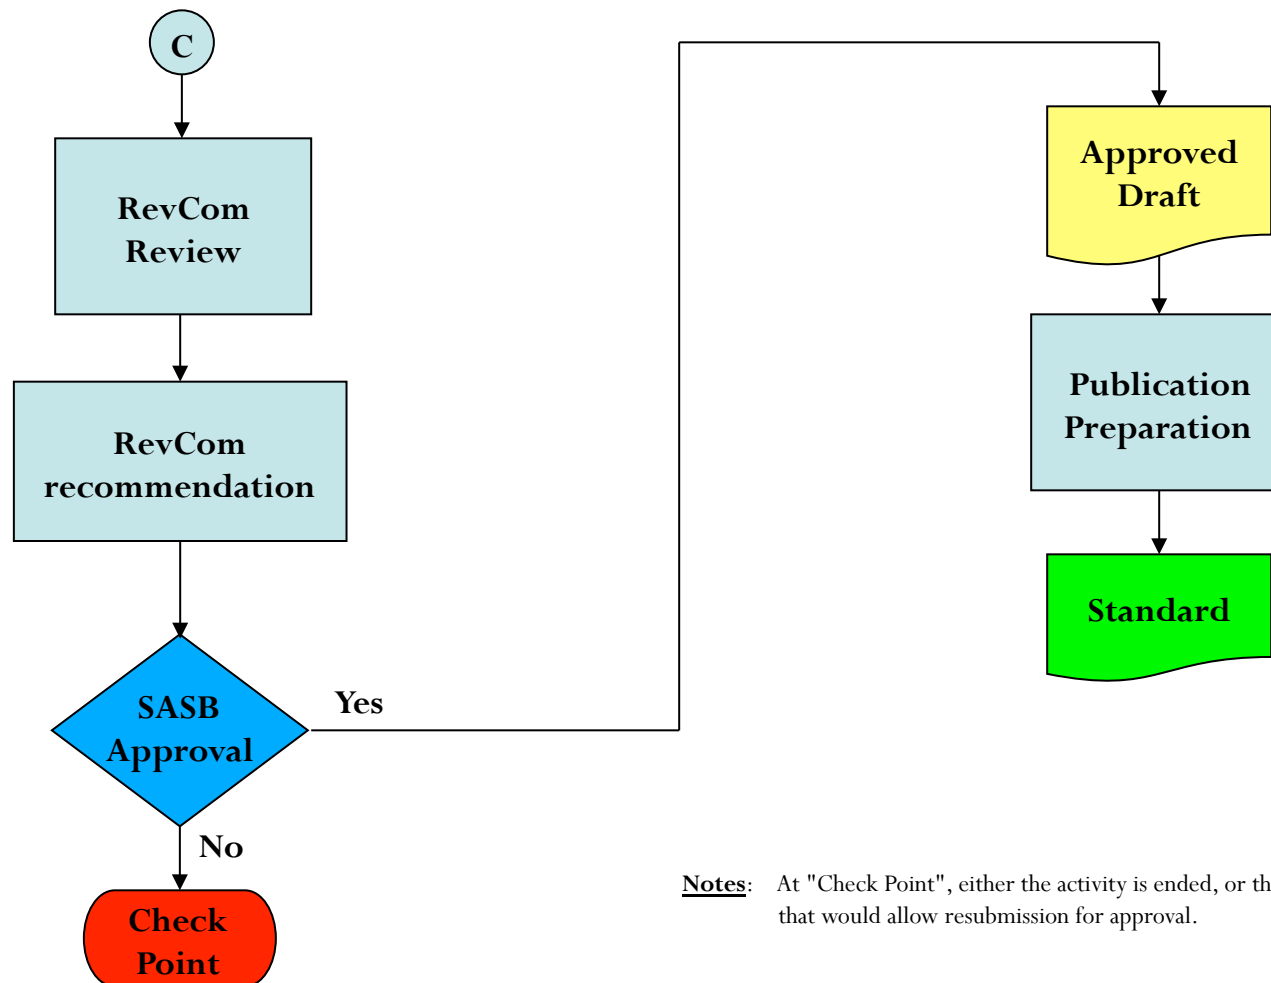 C
RevCom
Review
RevCom
recommendation
SASB
Approval
Yes
No
Check
Point
Approved
Draft
Publication
Preparation
Standard
Notes: At "Check Point", either the activity is ended, or
that would allow resubmission for approval.